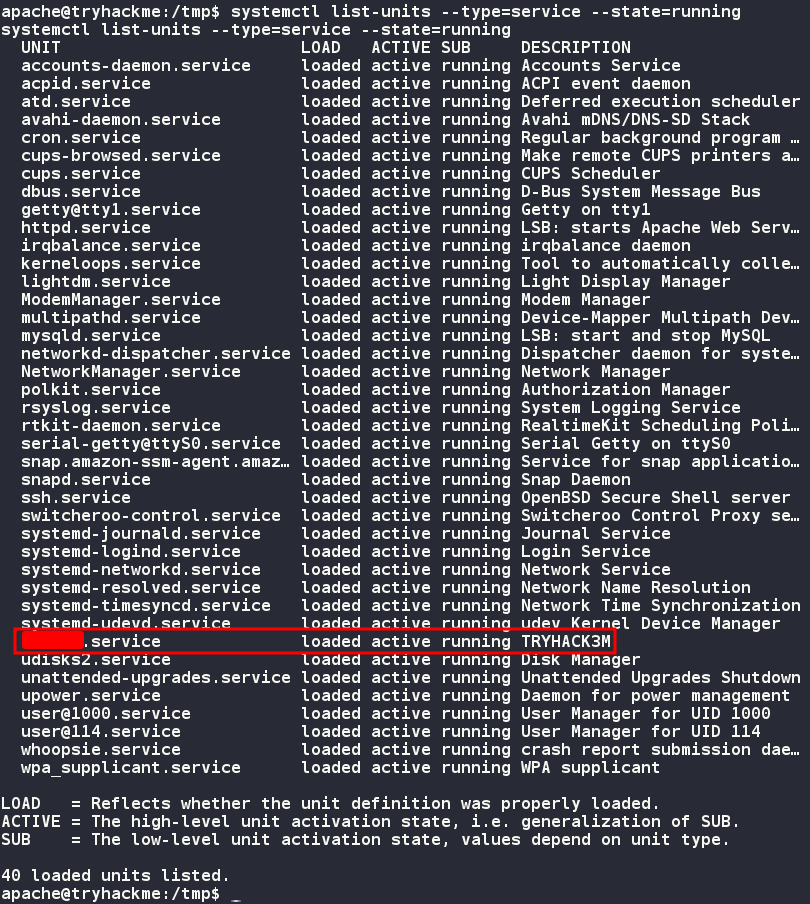 apache@tryhackme:/tmp$ systemctl list-units --type=service --state=running
systemctl list-units --type=service --state=running
  UNIT                        LOAD   ACTIVE SUB     DESCRIPTION
  accounts-daemon.service     loaded active running Accounts Service
  acpid.service               loaded active running ACPI event daemon
  atd.service                 loaded active running Deferred execution scheduler
  avahi-daemon.service        loaded active running Avahi mDNS/DNS-SD Stack
  cron.service                loaded active running Regular background program …
  cups-browsed.service        loaded active running Make remote CUPS printers a…
  cups.service                loaded active running CUPS Scheduler
  dbus.service                loaded active running D-Bus System Message Bus
  getty@tty1.service          loaded active running Getty on tty1
  httpd.service               loaded active running LSB: starts Apache Web Serv…
  irqbalance.service          loaded active running irqbalance daemon
  kerneloops.service          loaded active running Tool to automatically colle…
  lightdm.service             loaded active running Light Display Manager
  ModemManager.service        loaded active running Modem Manager
  multipathd.service          loaded active running Device-Mapper Multipath Dev…
  mysqld.service              loaded active running LSB: start and stop MySQL
  networkd-dispatcher.service loaded active running Dispatcher daemon for syste…
  NetworkManager.service      loaded active running Network Manager
  polkit.service              loaded active running Authorization Manager
  rsyslog.service             loaded active running System Logging Service
  rtkit-daemon.service        loaded active running RealtimeKit Scheduling Poli…
  serial-getty@ttyS0.service  loaded active running Serial Getty on ttyS0
  snap.amazon-ssm-agent.amaz… loaded active running Service for snap applicatio…
  snapd.service               loaded active running Snap Daemon
  ssh.service                 loaded active running OpenBSD Secure Shell server
  switcheroo-control.service  loaded active running Switcheroo Control Proxy se…
  systemd-journald.service    loaded active running Journal Service
  systemd-logind.service      loaded active running Login Service
  systemd-networkd.service    loaded active running Network Service
  systemd-resolved.service    loaded active running Network Name Resolution
  systemd-timesyncd.service   loaded active running Network Time Synchronization
  systemd-udevd.service       loaded active running udev Kernel Device Manager
  .service                    loaded active running TRYHACK3M
  udisks2.service             loaded active running Disk Manager
  unattended-upgrades.service loaded active running Unattended Upgrades Shutdown
  upower.service              loaded active running Daemon for power management
  user@1000.service           loaded active running User Manager for UID 1000
  user@114.service            loaded active running User Manager for UID 114
  whoopsie.service            loaded active running crash report submission dae…
  wpa_supplicant.service      loaded active running WPA supplicant
LOAD   = Reflects whether the unit definition was properly loaded.
ACTIVE = The high-level unit activation state, i.e. generalization of SUB.
SUB    = The low-level unit activation state, values depend on unit type.
40 loaded units listed.
apache@tryhackme:/tmp$ _